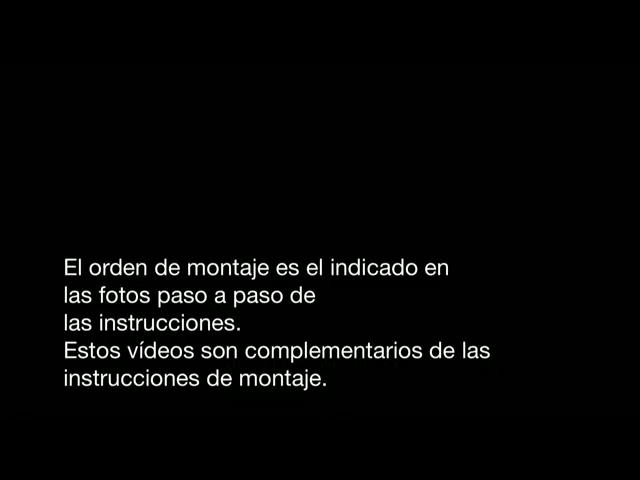 El orden de montaje es el indicado en
las fotos paso a paso de
las instrucciones.
Estos vídeos son complementarios de las
instrucciones de montaje.